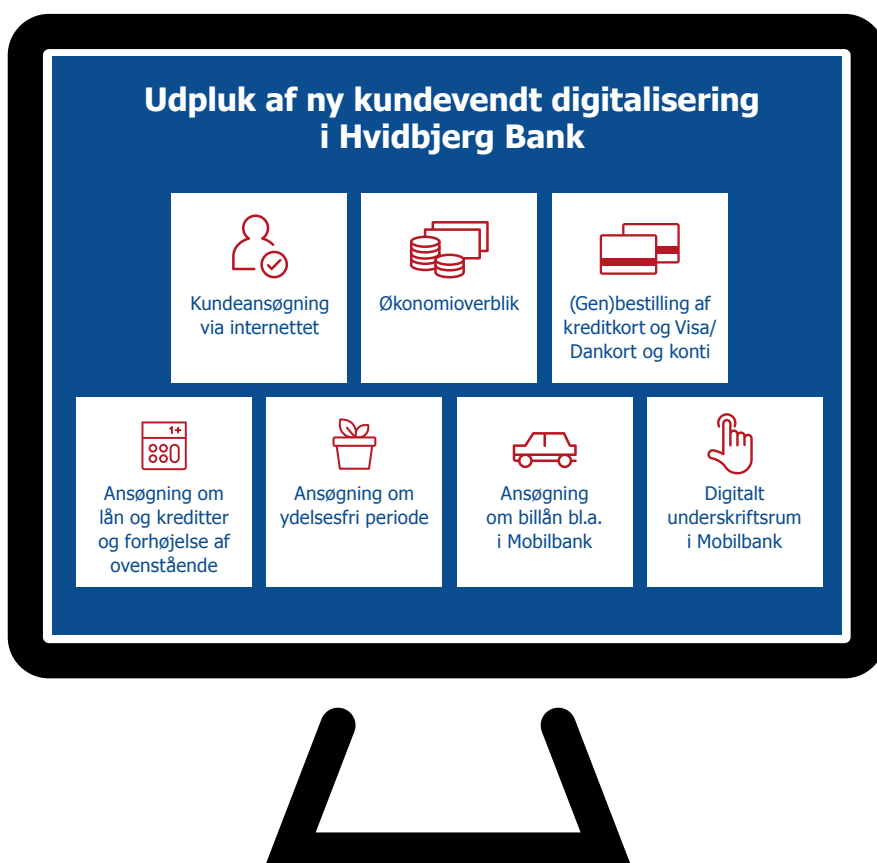 Udpluk af ny kundevendt digitalisering
i Hvidbjerg Bank
Kundeansøgning
via internettet
Økonomioverblik
(Gen)bestilling af
kreditkort og Visa/
Dankort og konti
1+
Ansøgning om
lån og kreditter
og forhøjelse af
ovenstående
Ansøgning om
ydelsesfri periode
Ansøgning
om billån bl.a.
i Mobilbank
Digitalt
underskriftsrum
i Mobilbank